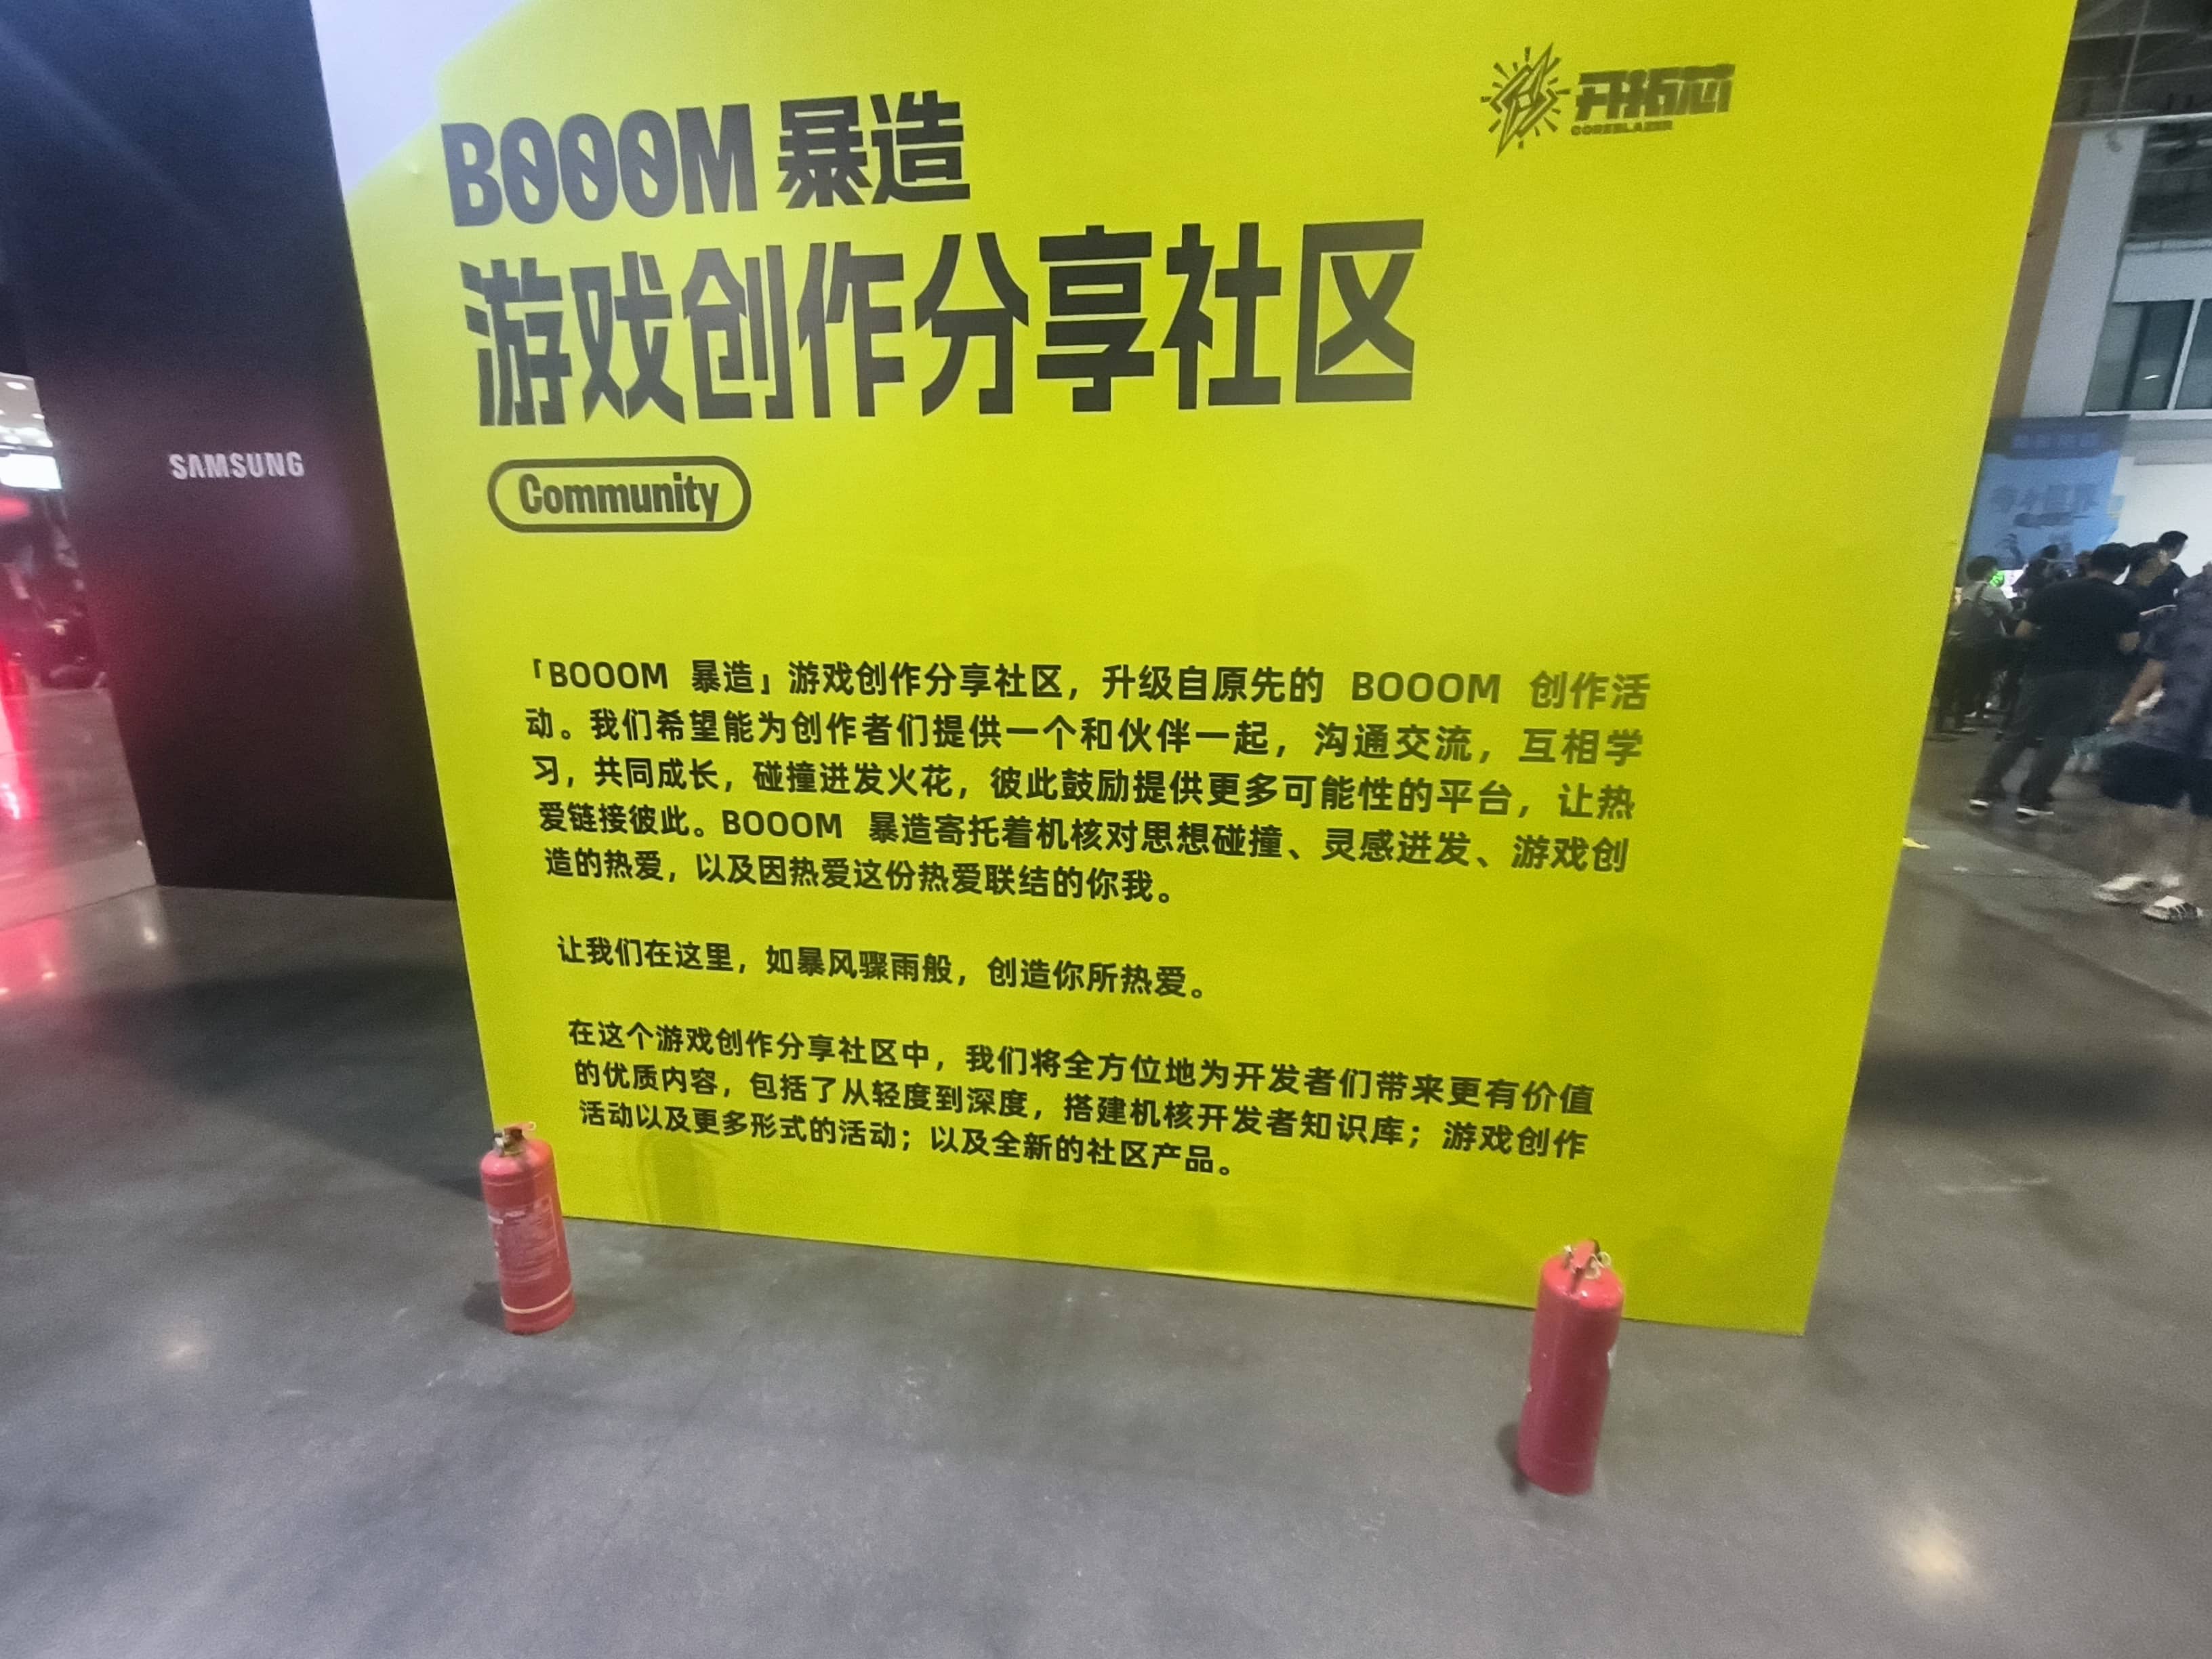 开拓芯
COREBLAZER
BOOOM 暴造
游戏创作分享社区
SAMSUNG
Community
「BOOOM 暴造」游戏创作分享社区，升级自原先的 BOOOM 创作活
动。我们希望能为创作者们提供一个和伙伴一起，沟通交流，互相学
习，共同成长，碰撞迸发火花，彼此鼓励提供更多可能性的平台，让热
爱链接彼此。BOOOM 暴造寄托着机核对思想碰撞、灵感迸发、游戏创
造的热爱，以及因热爱这份热爱联结的你我。
让我们在这里，如暴风骤雨般，创造你所热爱。
在这个游戏创作分享社区中，我们将全方位地为开发者们带来更有价值
的优质内容，包括了从轻度到深度，搭建机核开发者知识库；游戏创作
活动以及更多形式的活动；以及全新的社区产品。